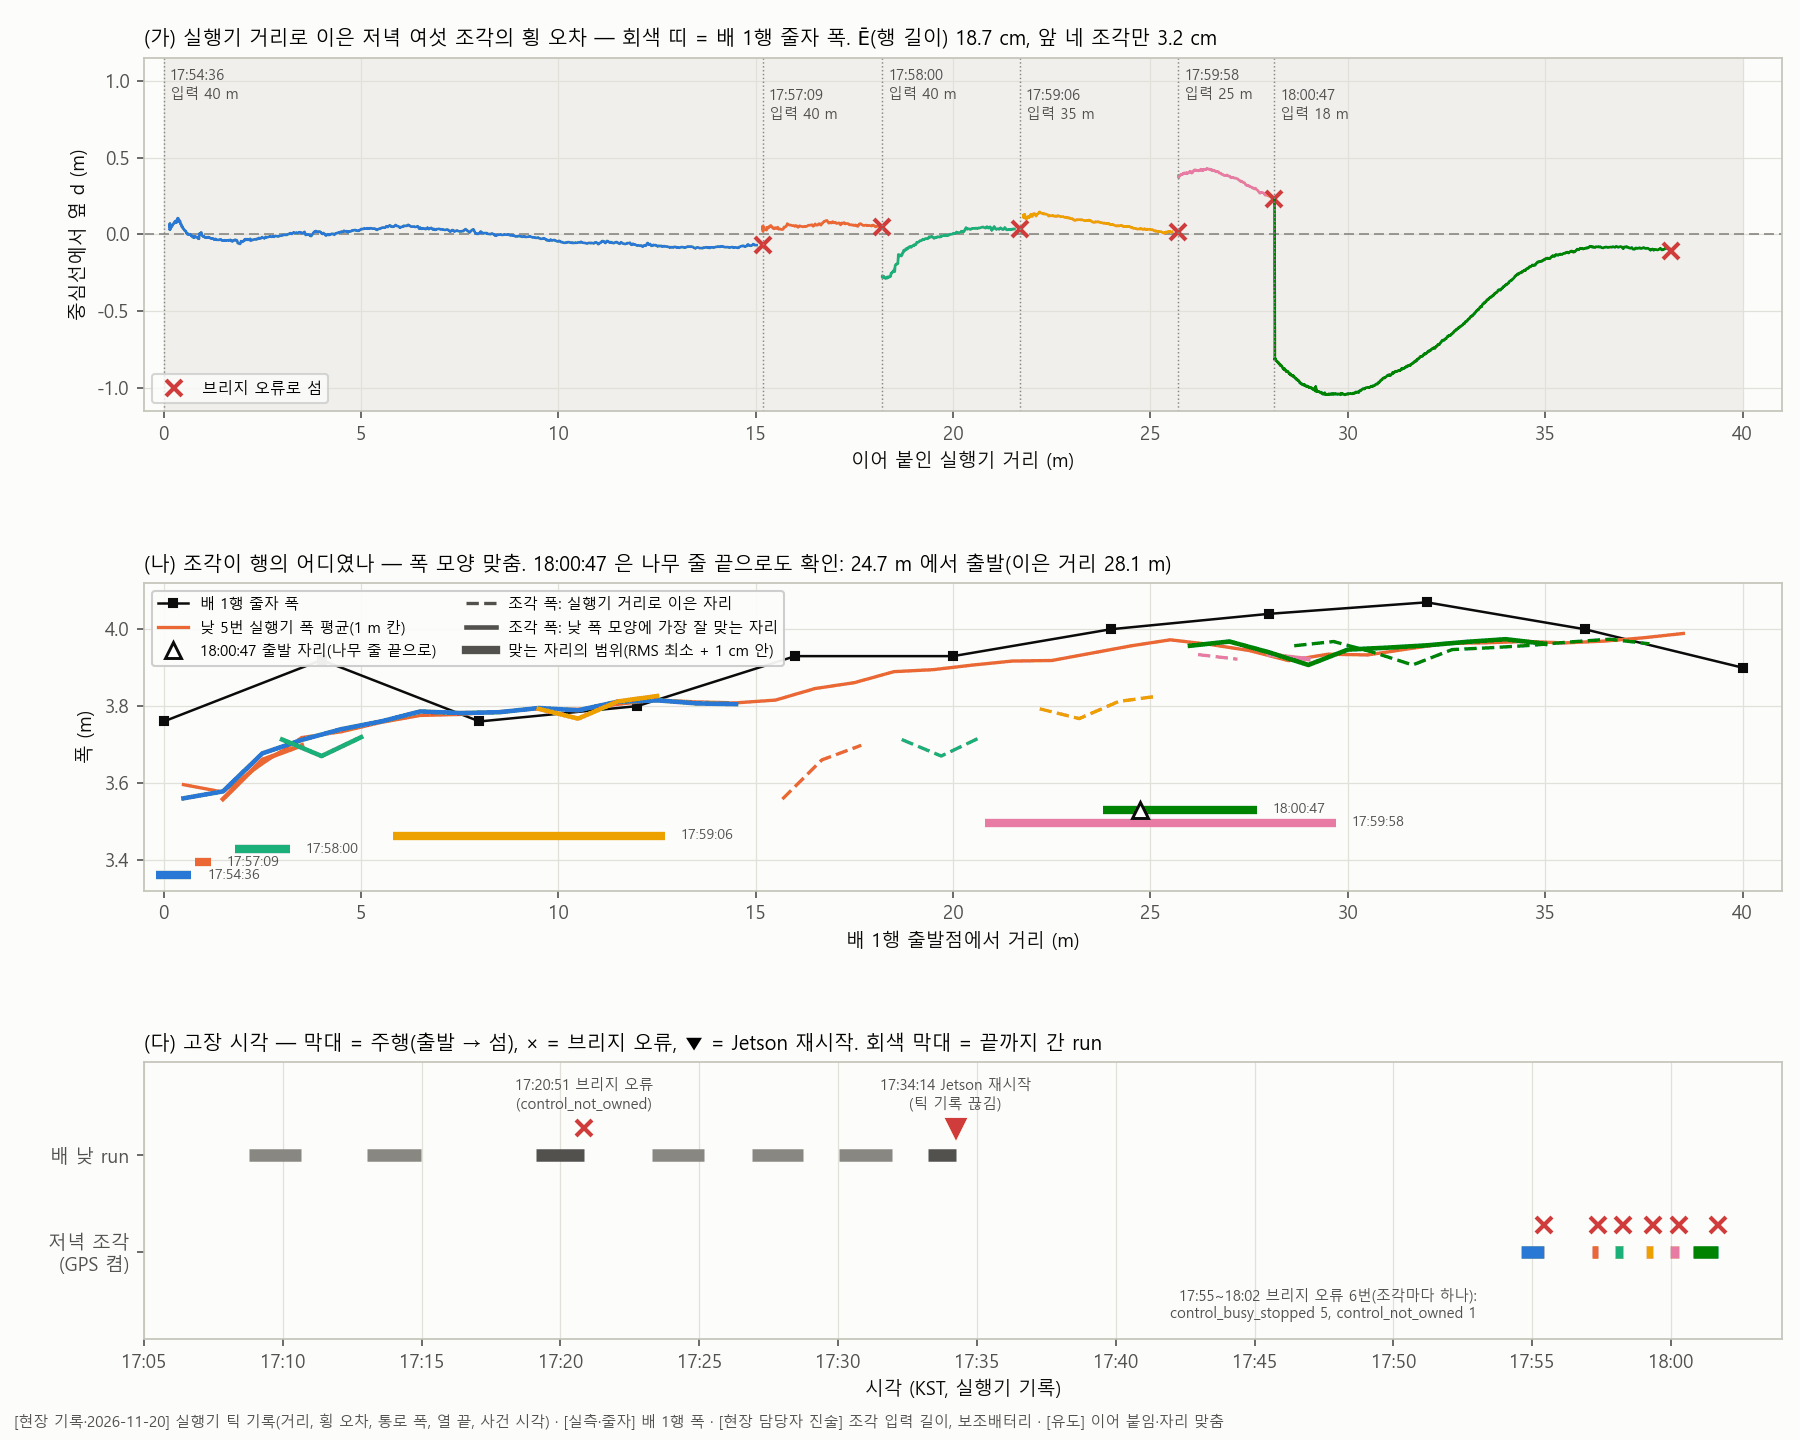 (가) 실행기 거리로 이은 저녁 여섯 조각의 횡 오차 — 회색 띠 = 배 1행 줄자 폭. Ē(행 길이) 18.7 cm, 앞 네 조각만 3.2 cm
17:54:36
입력 40 m
17:57:09
입력 40 m
17:58:00
입력 40 m
17:59:06
입력 35 m
17:59:58
입력 25 m
18:00:47
입력 18 m
중심선에서 옆 d (m)
1.0
0.5
0.0
-0.5
-1.0
브리지 오류로 섬
0 5 10 15 20 25 30 35 40
이어 붙인 실행기 거리 (m)
(나) 조각이 행의 어디였나 — 폭 모양 맞춤. 18:00:47 은 나무 줄 끝으로도 확인: 24.7 m 에서 출발(이은 거리 28.1 m)
배 1행 줄자 폭
낮 5번 실행기 폭 평균(1 m 칸)
18:00:47 출발 자리(나무 줄 끝으로)
조각 폭: 실행기 거리로 이은 자리
조각 폭: 낮 폭 모양에 가장 잘 맞는 자리
맞는 자리의 범위(RMS 최소 + 1 cm 안)
폭 (m)
4.0
3.8
3.6
3.4
18:00:47
17:59:58
17:59:06
17:58:00
17:57:09
17:54:36
0 5 10 15 20 25 30 35 40
배 1행 출발점에서 거리 (m)
(다) 고장 시각 — 막대 = 주행(출발 → 섬), × = 브리지 오류, ▼ = Jetson 재시작. 회색 막대 = 끝까지 간 run
17:20:51 브리지 오류
(control_not_owned)
17:34:14 Jetson 재시작
(틱 기록 끊김)
배 낮 run
저녁 조각
(GPS 켬)
17:55~18:02 브리지 오류 6번(조각마다 하나):
control_busy_stopped 5, control_not_owned 1
17:05 17:10 17:15 17:20 17:25 17:30 17:35 17:40 17:45 17:50 17:55 18:00
시각 (KST, 실행기 기록)
[현장 기록·2026-11-20] 실행기 틱 기록(거리, 횡 오차, 통로 폭, 열 끝, 사건 시각) · [실측·줄자] 배 1행 폭 · [현장 담당자 진술] 조각 입력 길이, 보조배터리 · [유도] 이어 붙임·자리 맞춤